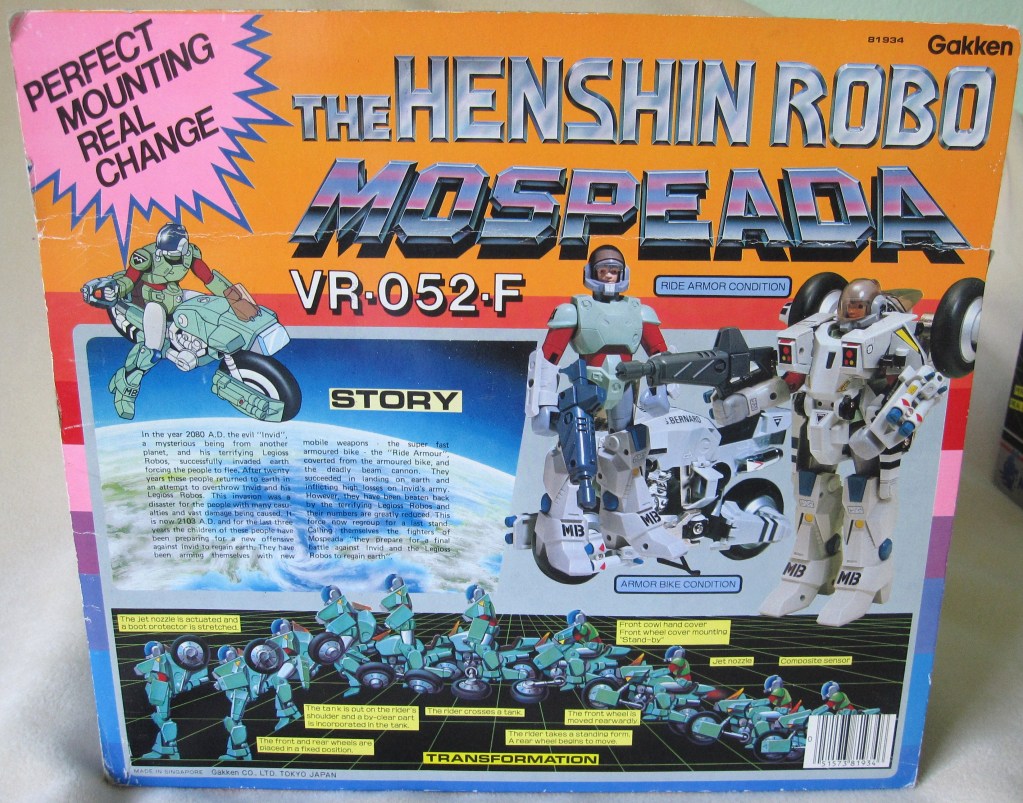 PERFECT
MOUNTING
REAL
CHANGE
81934
Gakken
THE HENSHIN ROBO
MOSPEADA
VR·052·F
RIDE ARMOR CONDITION
STORY
In the year 2080 A.D. the evil "Invid",
a mysterious being from another
planet, and his terrifying Legioss
Robos, successfully invaded earth
forcing the people to flee. After twenty
years these people returned to earth in
an attempt to overthrow Invid and his
Legioss Robos. This invasion was a
disaster for the people with many casu
alties and vast damage being caused. It
is now 2103 A.D. and for the last three
years the children of these people have
been preparing for a new offensive
against Invid to regain earth. They have
been arming themselves with new
mobile weapons - the super fast
armoured bike - the "Ride Armour",
coverted from the armoured bike, and
the deadly beam cannon. They
succeeded in landing on earth and
inflicting high losses on Invid's army.
However, they have been beaten back
by the terrifying Legioss Robos and
their numbers are greatly reduced. This
force now regroup for a last stand.
Calling themselves the fighters of
Mospeada "they prepare for a final
Battle against Invid and the Legioss
Robos to regain earth"
J. BERNARD
MB
MB
MB
MB
MB
MB
ARMOR BIKE CONDITION
The jet nozzle is actuated and
a boot protector is stretched.
Front cowl hand cover
Front wheel cover mounting
"Stand-by"
Jet nozzle
Composite sensor
The tank is put on the rider's
shoulder and a by-clear part
is incorporated in the tank.
The rider crosses a tank.
The front wheel is
moved rearwardly.
The front and rear wheels are
placed in a fixed position.
The rider takes a standing form.
A rear wheel begins to move.
TRANSFORMATION
MADE IN SINGAPORE Gakken CO., LTD. TOKYO JAPAN
0 51573 81934